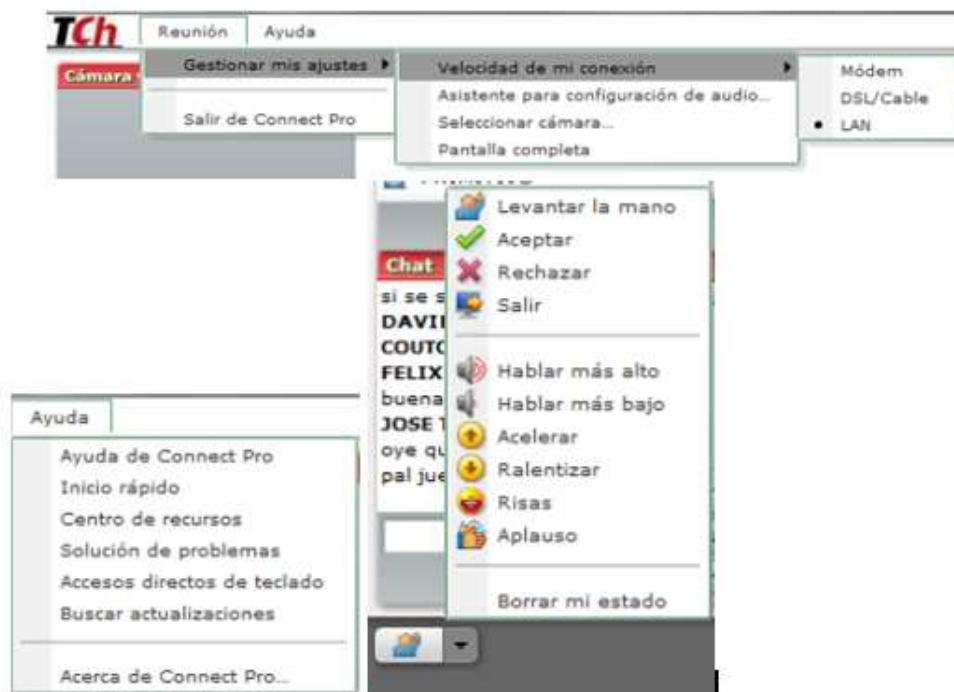 TCh
Reunión Ayuda
Cámara
Gestionar mis ajustes
Salir de Connect Pro
Velocidad de mi conexión
Asistente para configuración de audio...
Seleccionar cámara...
Pantalla completa
Módem
DSL/Cable
LAN
Levantar la mano
Aceptar
Rechazar
Salir
Hablar más alto
Hablar más bajo
Acelerar
Ralentizar
Risas
Aplauso
Borrar mi estado
Chat
si se s
DAVI
COUTO
FELIX
buena
JOSE T
oye qu
pal jue
Ayuda
Ayuda de Connect Pro
Inicio rápido
Centro de recursos
Solución de problemas
Accesos directos de teclado
Buscar actualizaciones
Acerca de Connect Pro...